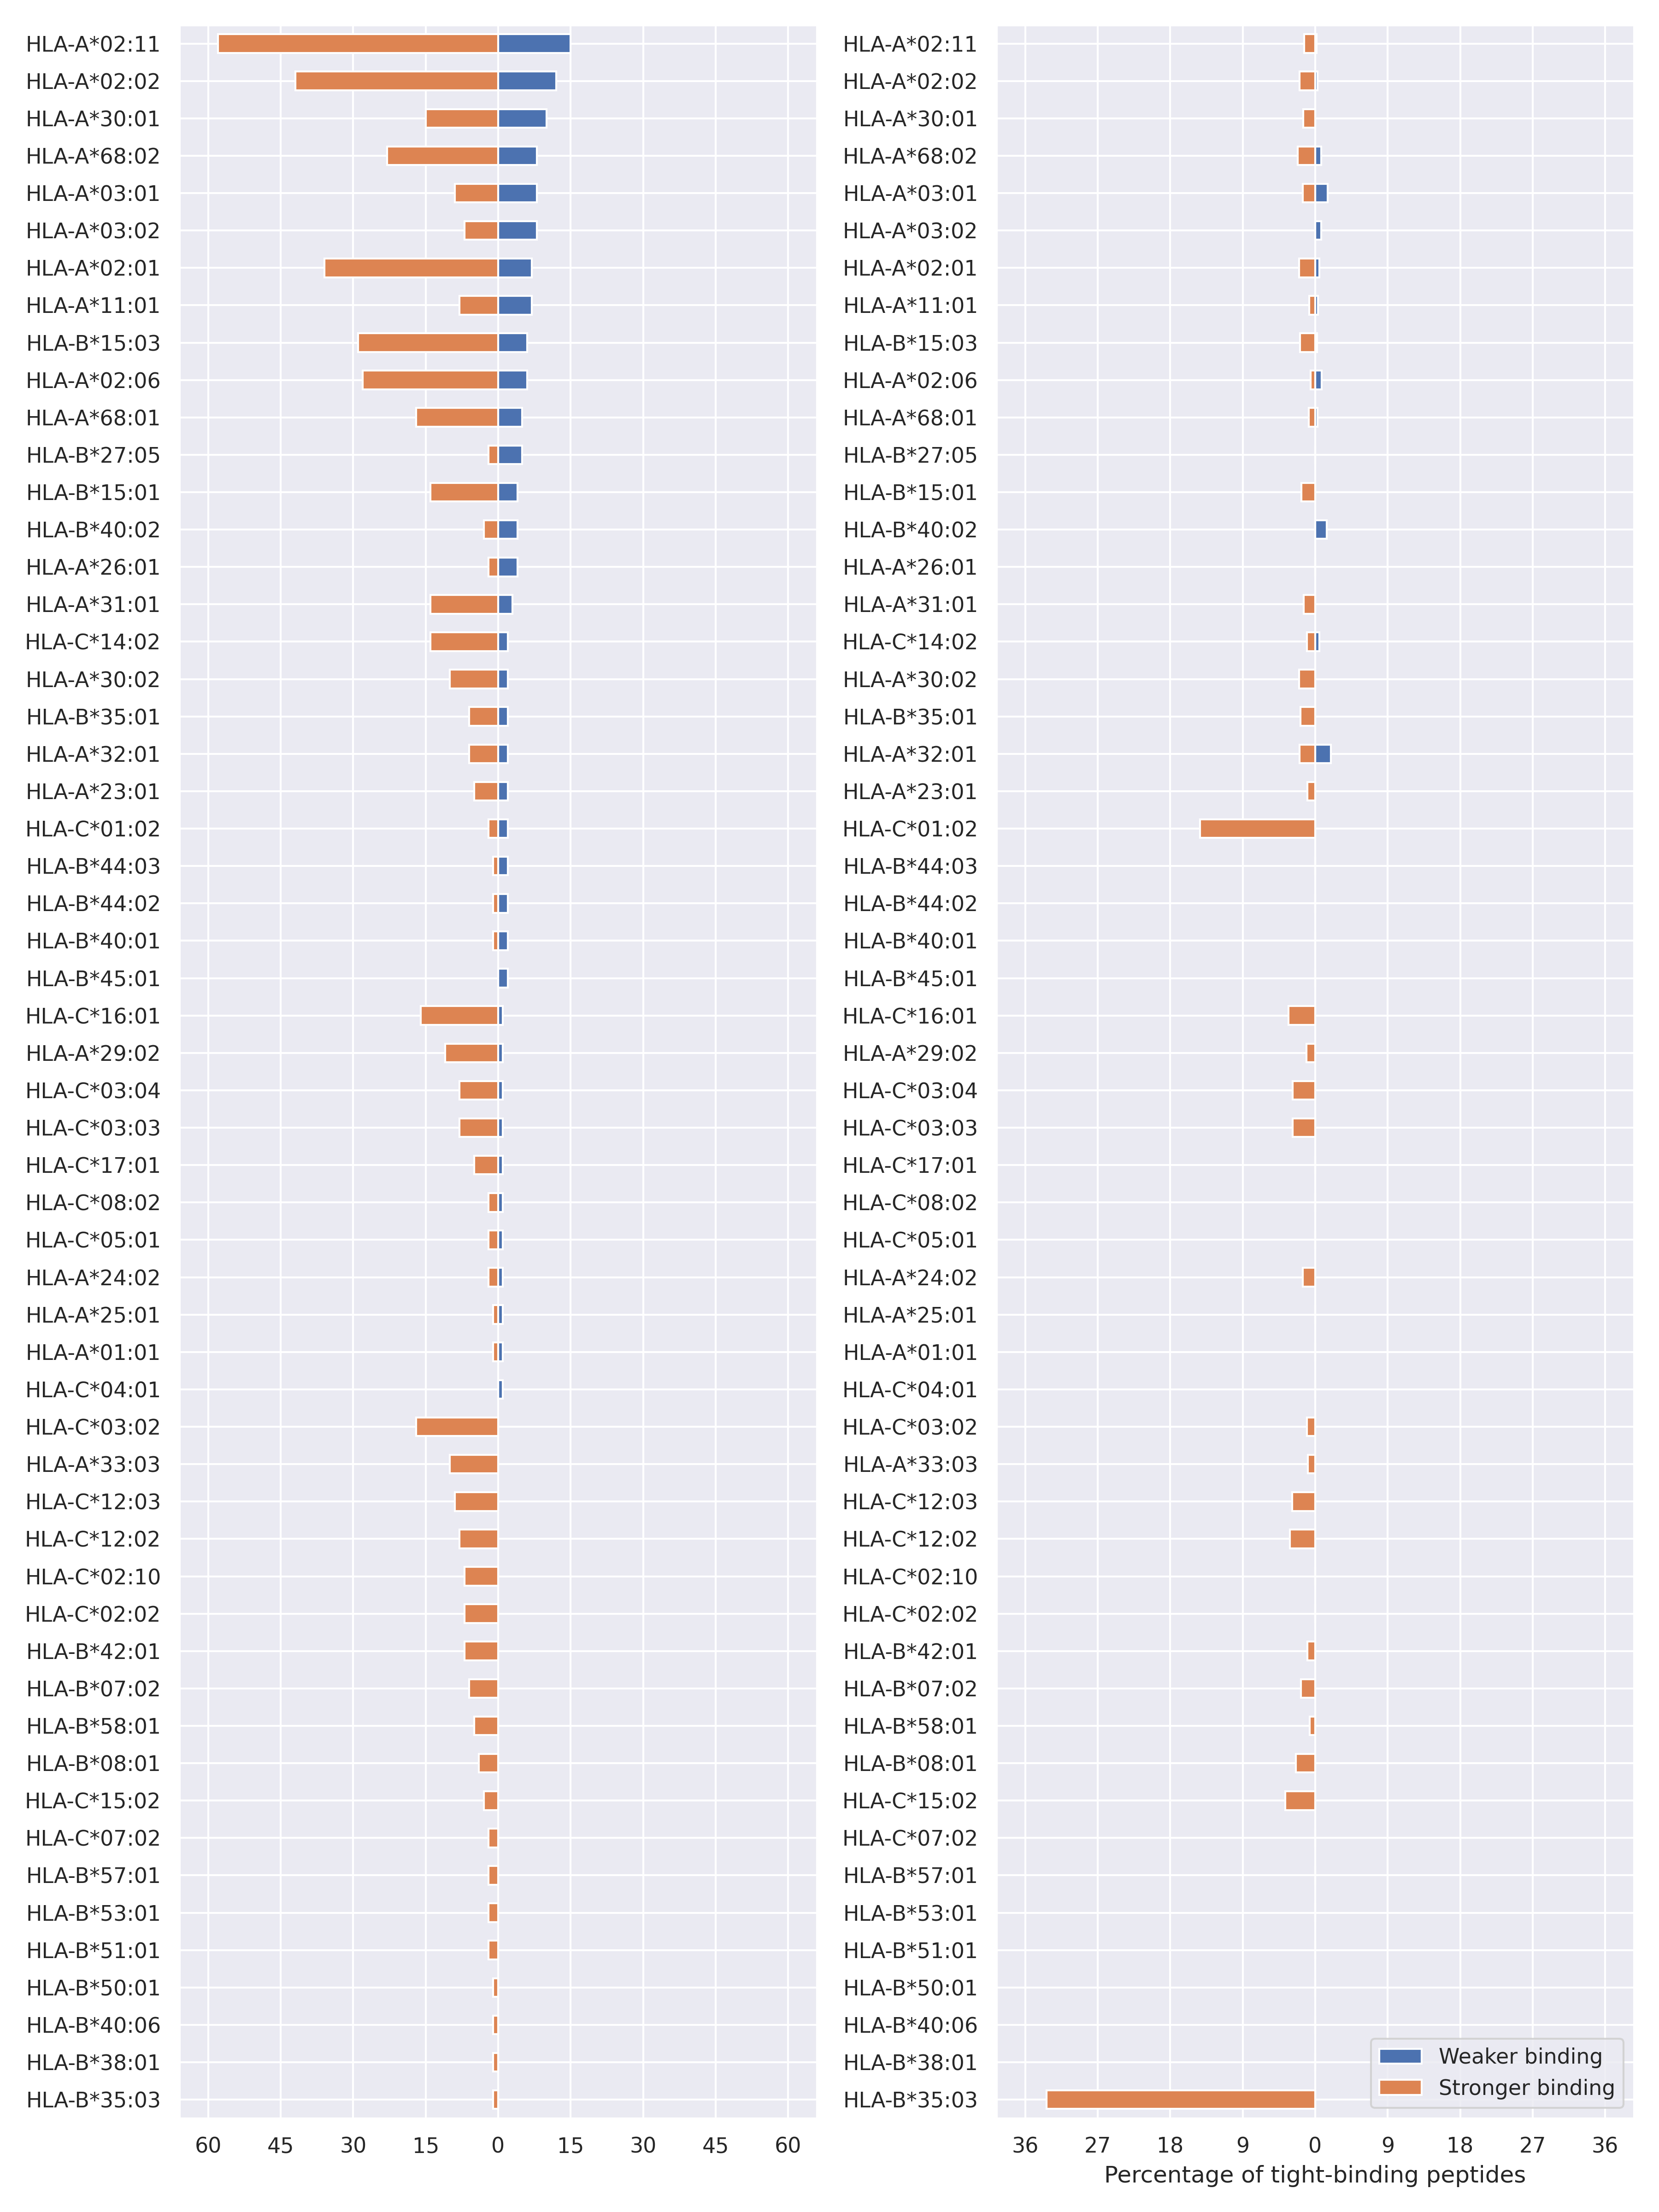 HLA-A*02:11
HLA-A*02:02
HLA-A*30:01
HLA-A*68:02
HLA-A*03:01
HLA-A*03:02
HLA-A*02:01
HLA-A*11:01
HLA-B*15:03
HLA-A*02:06
HLA-A*68:01
HLA-B*27:05
HLA-B*15:01
HLA-B*40:02
HLA-A*26:01
HLA-A*31:01
HLA-C*14:02
HLA-A*30:02
HLA-B*35:01
HLA-A*32:01
HLA-A*23:01
HLA-C*01:02
HLA-B*44:03
HLA-B*44:02
HLA-B*40:01
HLA-B*45:01
HLA-C*16:01
HLA-A*29:02
HLA-C*03:04
HLA-C*03:03
HLA-C*17:01
HLA-C*08:02
HLA-C*05:01
HLA-A*24:02
HLA-A*25:01
HLA-A*01:01
HLA-C*04:01
HLA-C*03:02
HLA-A*33:03
HLA-C*12:03
HLA-C*12:02
HLA-C*02:10
HLA-C*02:02
HLA-B*42:01
HLA-B*07:02
HLA-B*58:01
HLA-B*08:01
HLA-C*15:02
HLA-C*07:02
HLA-B*57:01
HLA-B*53:01
HLA-B*51:01
HLA-B*50:01
HLA-B*40:06
HLA-B*38:01
HLA-B*35:03
60 45 30 15 0 15 30 45 60
HLA-A*02:11
HLA-A*02:02
HLA-A*30:01
HLA-A*68:02
HLA-A*03:01
HLA-A*03:02
HLA-A*02:01
HLA-A*11:01
HLA-B*15:03
HLA-A*02:06
HLA-A*68:01
HLA-B*27:05
HLA-B*15:01
HLA-B*40:02
HLA-A*26:01
HLA-A*31:01
HLA-C*14:02
HLA-A*30:02
HLA-B*35:01
HLA-A*32:01
HLA-A*23:01
HLA-C*01:02
HLA-B*44:03
HLA-B*44:02
HLA-B*40:01
HLA-B*45:01
HLA-C*16:01
HLA-A*29:02
HLA-C*03:04
HLA-C*03:03
HLA-C*17:01
HLA-C*08:02
HLA-C*05:01
HLA-A*24:02
HLA-A*25:01
HLA-A*01:01
HLA-C*04:01
HLA-C*03:02
HLA-A*33:03
HLA-C*12:03
HLA-C*12:02
HLA-C*02:10
HLA-C*02:02
HLA-B*42:01
HLA-B*07:02
HLA-B*58:01
HLA-B*08:01
HLA-C*15:02
HLA-C*07:02
HLA-B*57:01
HLA-B*53:01
HLA-B*51:01
HLA-B*50:01
HLA-B*40:06
HLA-B*38:01
HLA-B*35:03
Weaker binding
Stronger binding
36 27 18 9 0 9 18 27 36
Percentage of tight-binding peptides